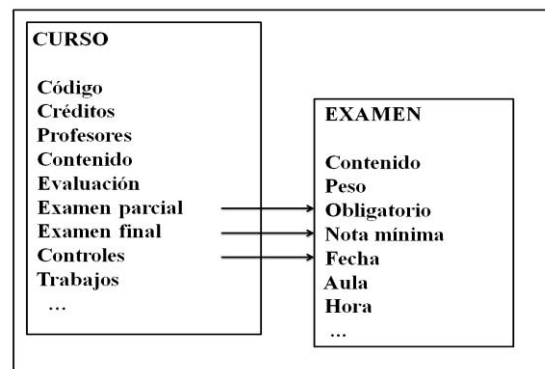 CURSO
Código
Créditos
Profesores
Contenido
Evaluación
Examen parcial
Examen final
Controles
Trabajos
...
EXAMEN
Contenido
Peso
Obligatorio
Nota mínima
Fecha
Aula
Hora
...